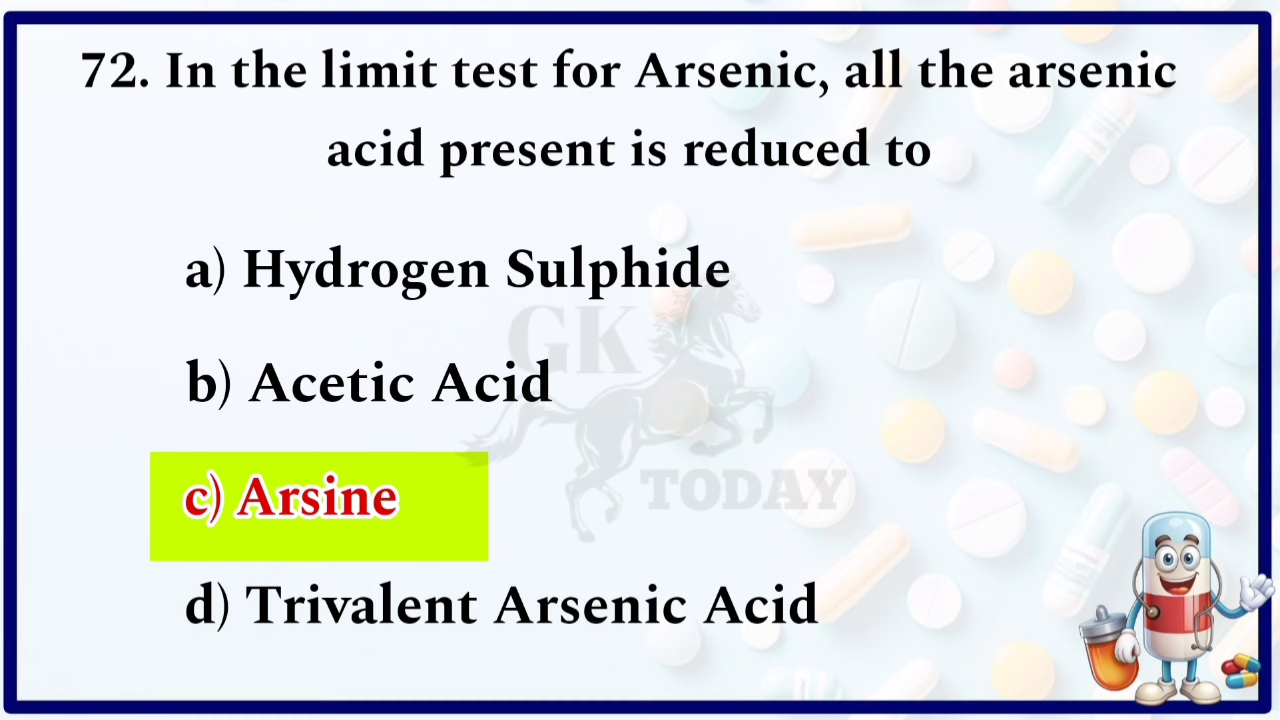 72. In the limit test for Arsenic, all the arsenic
acid present is reduced to
a) Hydrogen Sulphide
b) Acetic Acid
GK
c) Arsine
TODAY
d) Trivalent Arsenic Acid